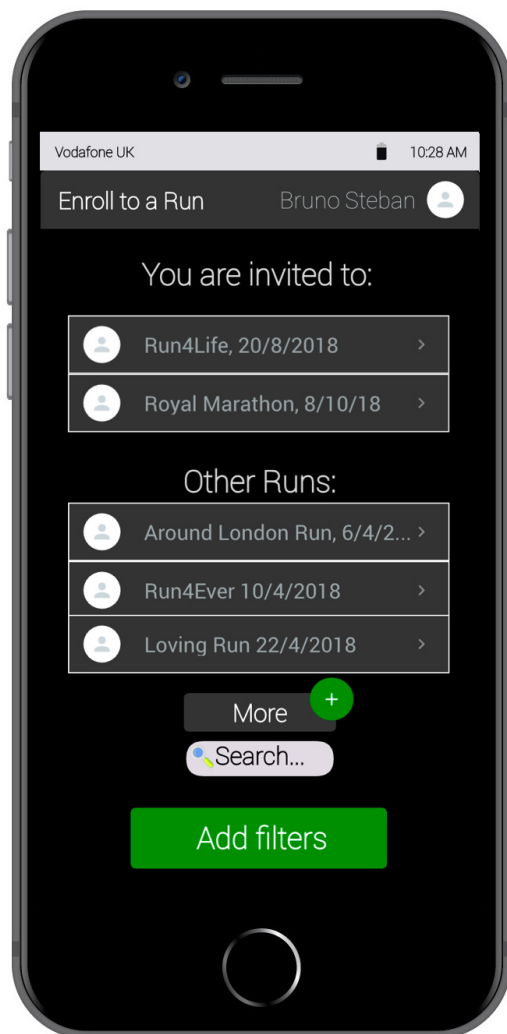 Vodafone UK 10:28 AM
Enroll to a Run Bruno Steban
You are invited to:
Run4Life, 20/8/2018
Royal Marathon, 8/10/18
Other Runs:
Around London Run, 6/4/2...
Run4Ever 10/4/2018
Loving Run 22/4/2018
More +
Search...
Add filters